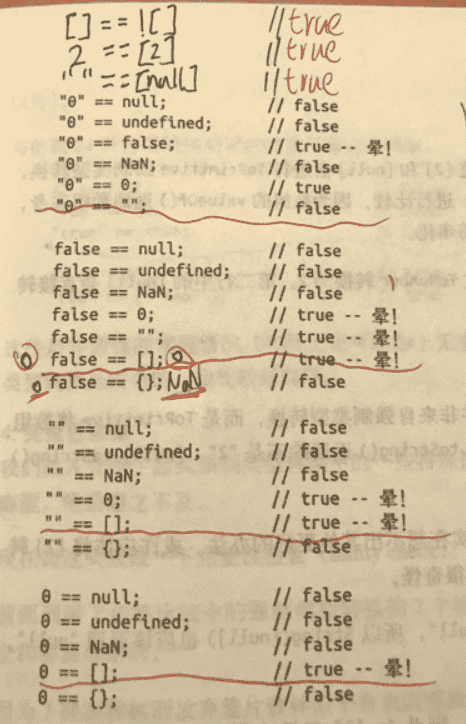 [] == ![] //true
2 == [2] //true
"" == [null] //true
"0" == null; // false
"0" == undefined; // false
"0" == false; // true -- 晕!
"0" == NaN; // false
"0" == 0; // true
"0" == ""; // false
false == null; // false
false == undefined; // false
false == NaN; // false
false == 0; // true -- 晕!
false == ""; // true -- 晕!
0 false == []; 0 // true -- 晕!
0 false == {}; NaN // false
"" == null; // false
"" == undefined; // false
"" == NaN; // false
"" == 0; // true -- 晕!
"" == []; // true -- 晕!
"" == {}; // false
0 == null; // false
0 == undefined; // false
0 == NaN; // false
0 == []; // true -- 晕!
0 == {}; // false